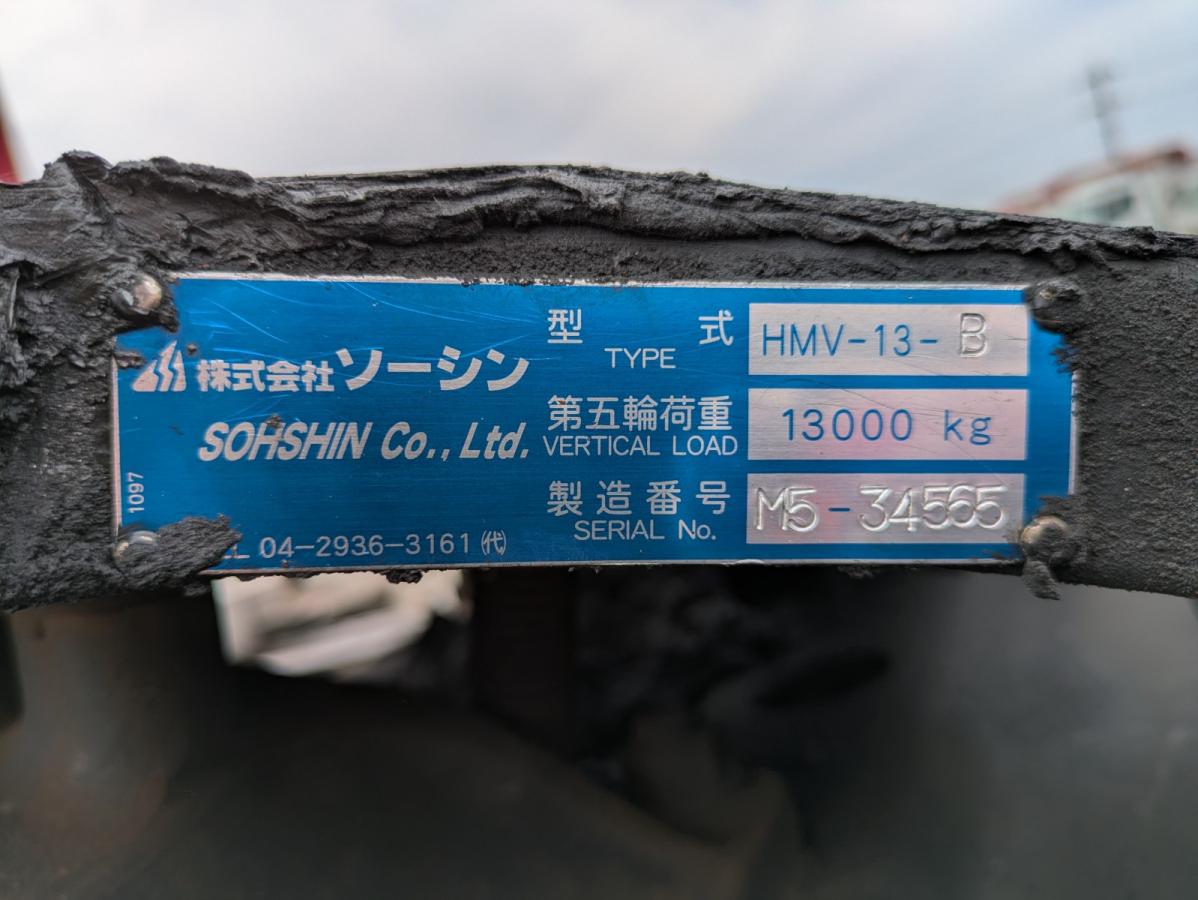 株式会社ソーシン
SOHSHIN Co., Ltd.
1097
04-2936-3161 ㈹
型 式
TYPE
HMV-13-B
第五輪荷重
VERTICAL LOAD
13000 kg
製造番号
SERIAL No.
M5-34565